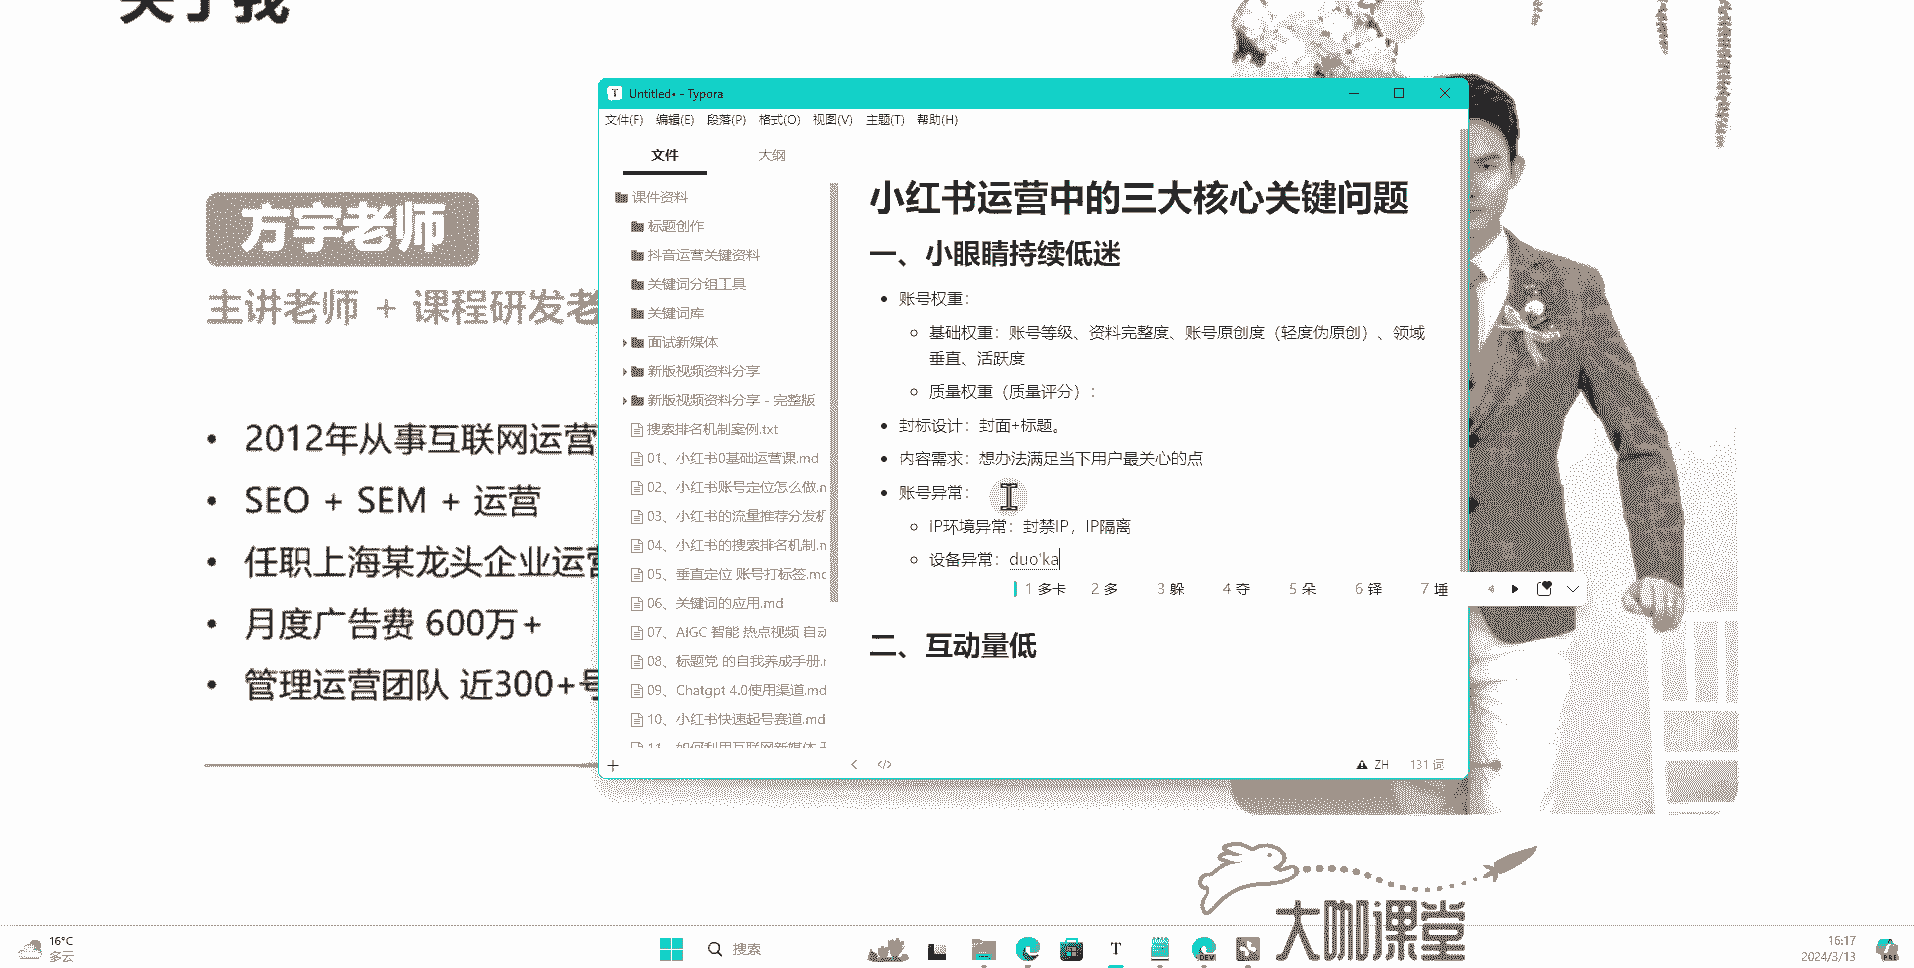 关于我
方宇老师
主讲老师 + 课程研发老
2012年从事互联网运营
SEO + SEM + 运营
任职上海某龙头企业运营
月度广告费 600万+
管理运营团队 近300+号
Untitled• - Typora
文件(F) 编辑(E) 段落(P) 格式(O) 视图(V) 主题(T) 帮助(H)
文件 大纲
课件资料
标题创作
抖音运营关键资料
关键词分组工具
关键词库
面试新媒体
新版视频资料分享
新版视频资料分享 - 完整版
搜索排名机制案例.txt
01、小红书0基础运营课.md
02、小红书账号定位怎么做.m
03、小红书的流量推荐分发机
04、小红书的搜索排名机制.m
05、垂直定位 账号打标签.md
06、关键词的应用.md
07、AIGC 智能 热点视频 自动
08、标题党 的自我养成手册.m
09、Chatgpt 4.0使用渠道.md
10、小红书快速起号赛道.md
11、如何利用互联网新媒体
小红书运营中的三大核心关键问题
一、小眼睛持续低迷
账号权重：
基础权重：账号等级、资料完整度、账号原创度（轻度伪原创）、领域
垂直、活跃度
质量权重（质量评分）：
封标设计：封面+标题。
内容需求：想办法满足当下用户最关心的点
账号异常：
IP环境异常：封禁IP，IP隔离
设备异常：duo'ka
1 多卡 2 多 3 躲 4 夺 5 朵 6 铎 7 埵
二、互动量低
ZH 131 词
大咖课堂
16°C
多云
搜索
DEV
16:17
2024/3/13
PRE